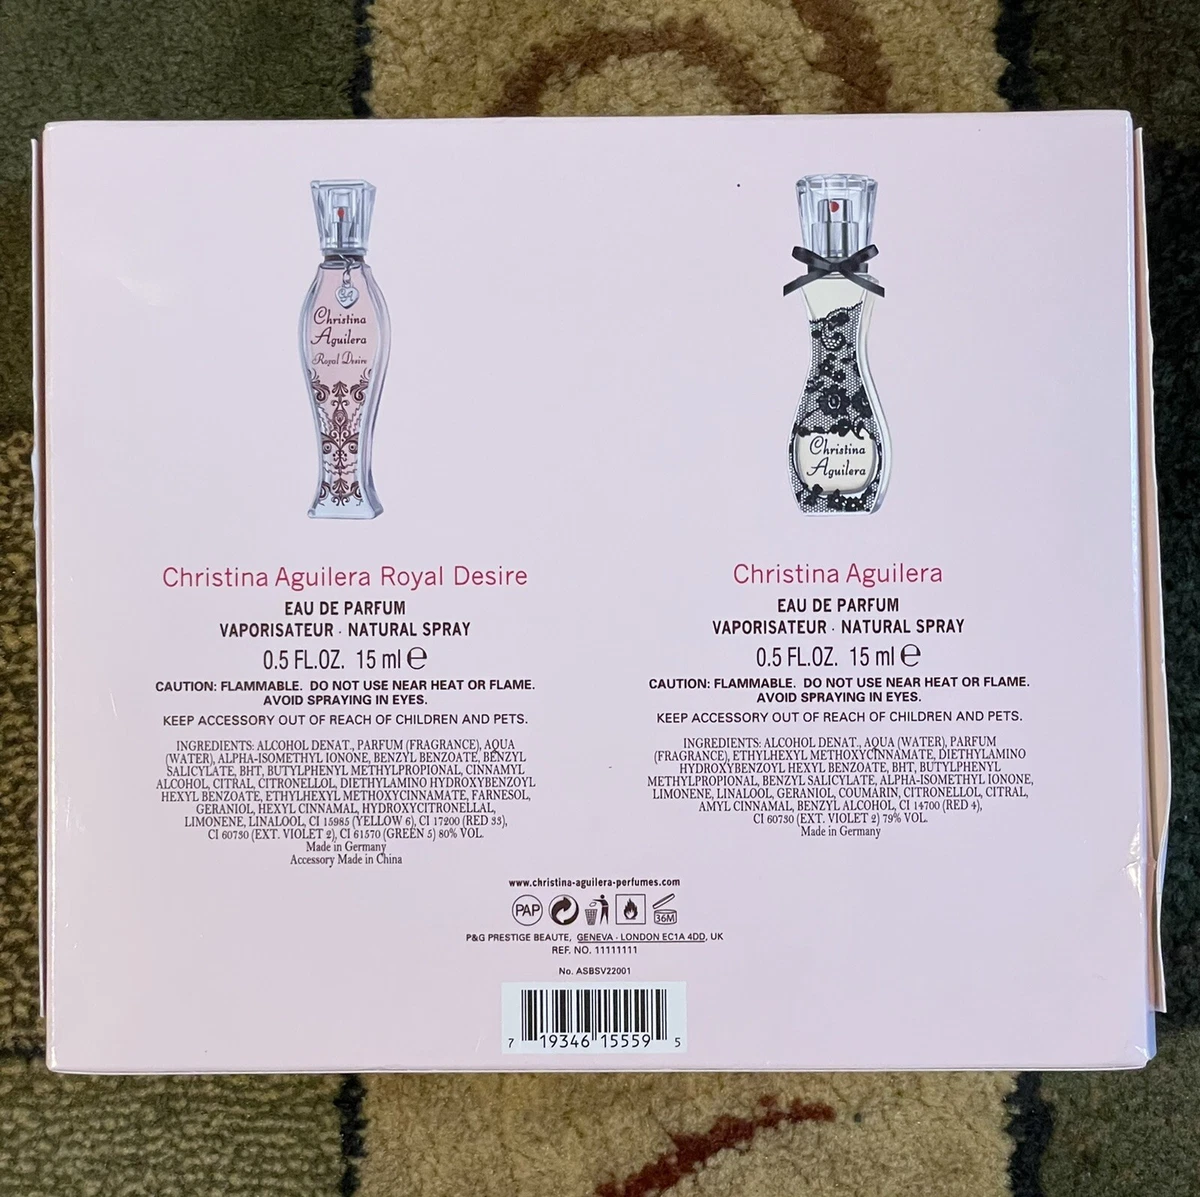 Christina
Aguilera
Royal Desire
Christina Aguilera Royal Desire
EAU DE PARFUM
VAPORISATEUR · NATURAL SPRAY
0.5 FL.OZ. 15 ml ℮
CAUTION: FLAMMABLE. DO NOT USE NEAR HEAT OR FLAME.
AVOID SPRAYING IN EYES.
KEEP ACCESSORY OUT OF REACH OF CHILDREN AND PETS.
INGREDIENTS: ALCOHOL DENAT., PARFUM (FRAGRANCE), AQUA
(WATER), ALPHA-ISOMETHYL IONONE, BENZYL BENZOATE, BENZYL
SALICYLATE, BHT, BUTYLPHENYL METHYLPROPIONAL, CINNAMYL
ALCOHOL, CITRAL, CITRONELLOL, DIETHYLAMINO HYDROXYBENZOYL
HEXYL BENZOATE, ETHYLHEXYL METHOXYCINNAMATE, FARNESOL,
GERANIOL, HEXYL CINNAMAL, HYDROXYCITRONELLAL,
LIMONENE, LINALOOL, CI 15985 (YELLOW 6), CI 17200 (RED 33),
CI 60730 (EXT. VIOLET 2), CI 61570 (GREEN 5) 80% VOL.
Made in Germany
Accessory Made in China
Christina
Aguilera
Christina Aguilera
EAU DE PARFUM
VAPORISATEUR · NATURAL SPRAY
0.5 FL.OZ. 15 ml ℮
CAUTION: FLAMMABLE. DO NOT USE NEAR HEAT OR FLAME.
AVOID SPRAYING IN EYES.
KEEP ACCESSORY OUT OF REACH OF CHILDREN AND PETS.
INGREDIENTS: ALCOHOL DENAT., AQUA (WATER), PARFUM
(FRAGRANCE), ETHYLHEXYL METHOXYCINNAMATE, DIETHYLAMINO
HYDROXYBENZOYL HEXYL BENZOATE, BHT, BUTYLPHENYL
METHYLPROPIONAL, BENZYL SALICYLATE, ALPHA-ISOMETHYL IONONE,
LIMONENE, LINALOOL, GERANIOL, COUMARIN, CITRONELLOL, CITRAL,
AMYL CINNAMAL, BENZYL ALCOHOL, CI 14700 (RED 4),
CI 60730 (EXT. VIOLET 2) 79% VOL.
Made in Germany
www.christina-aguilera-perfumes.com
PAP
36M
P&G PRESTIGE BEAUTE, GENEVA - LONDON EC1A 4DD, UK
REF. NO. 11111111
No. ASBSV22001
7 19346 15559 5